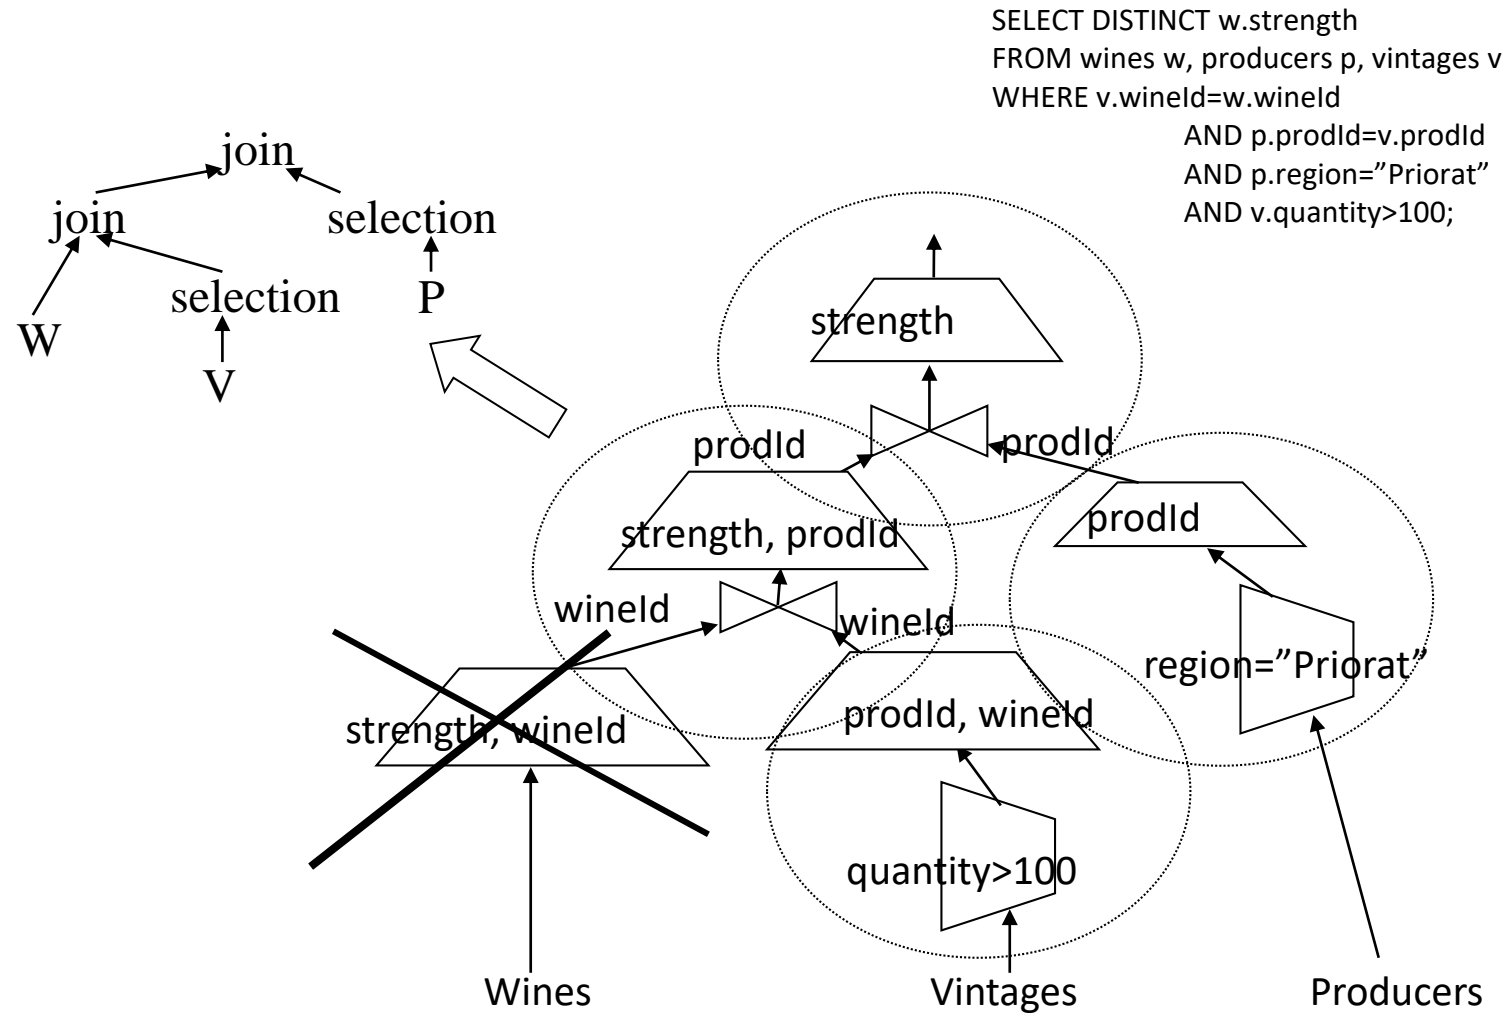 SELECT DISTINCT w.strength
FROM wines w, producers p, vintages v
WHERE v.wineId=w.wineId
AND p.prodId=v.prodId
AND p.region=”Priorat”
AND v.quantity>100;
join
join
selection
selection
P
W
V
strength
prodId
prodId
strength, prodId
prodId
wineId
wineId
region=”Priorat”
strength, wineId
prodId, wineId
quantity>100
Wines
Vintages
Producers